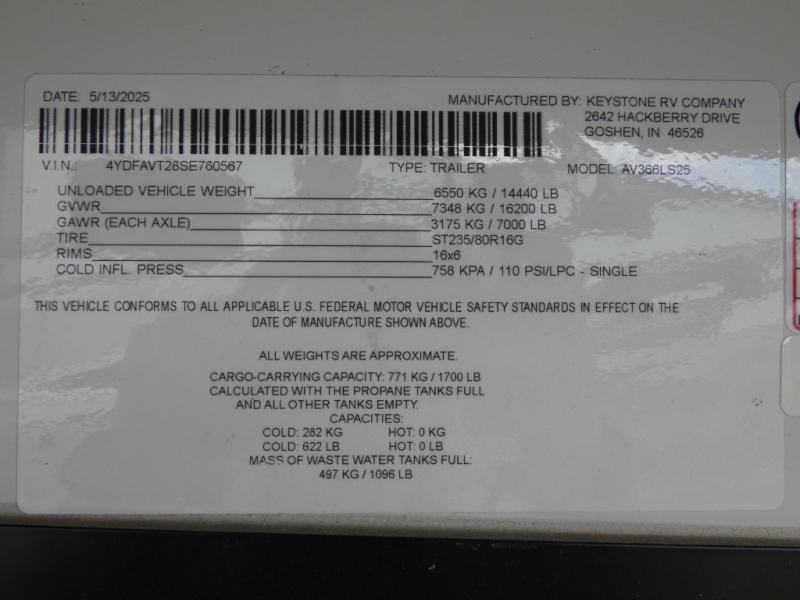 DATE: 5/13/2025
MANUFACTURED BY: KEYSTONE RV COMPANY
2642 HACKBERRY DRIVE
GOSHEN, IN 46526
V.I.N.: 4YDFAVT28SE760567 TYPE: TRAILER MODEL: AV366LS25
UNLOADED VEHICLE WEIGHT 6550 KG / 14440 LB
GVWR 7348 KG / 16200 LB
GAWR (EACH AXLE) 3175 KG / 7000 LB
TIRE ST235/80R16G
RIMS 16x6
COLD INFL. PRESS 758 KPA / 110 PSI/LPC - SINGLE
THIS VEHICLE CONFORMS TO ALL APPLICABLE U.S. FEDERAL MOTOR VEHICLE SAFETY STANDARDS IN EFFECT ON THE
DATE OF MANUFACTURE SHOWN ABOVE.
ALL WEIGHTS ARE APPROXIMATE.
CARGO-CARRYING CAPACITY: 771 KG / 1700 LB
CALCULATED WITH THE PROPANE TANKS FULL
AND ALL OTHER TANKS EMPTY.
CAPACITIES:
COLD: 282 KG HOT: 0 KG
COLD: 622 LB HOT: 0 LB
MASS OF WASTE WATER TANKS FULL:
497 KG / 1096 LB